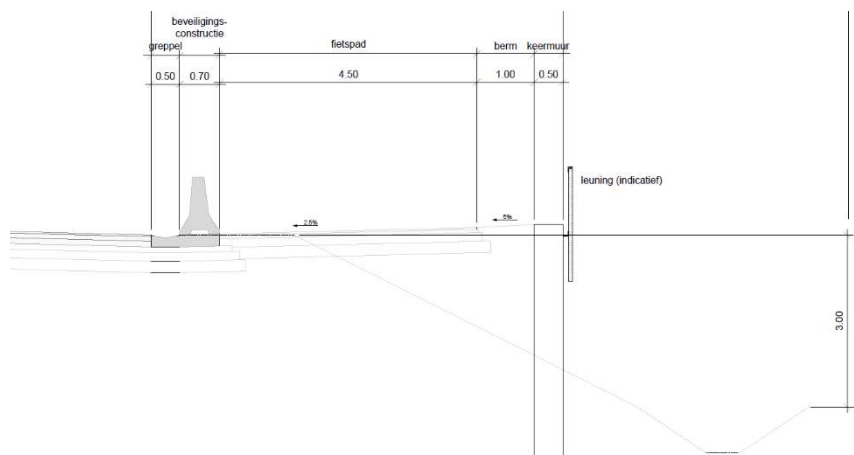 beveiligings-
constructie
greppel
fietspad
berm
keermuur
0.50
0.70
4.50
1.00
0.50
leuning (indicatief)
2.5%
5%
3.00